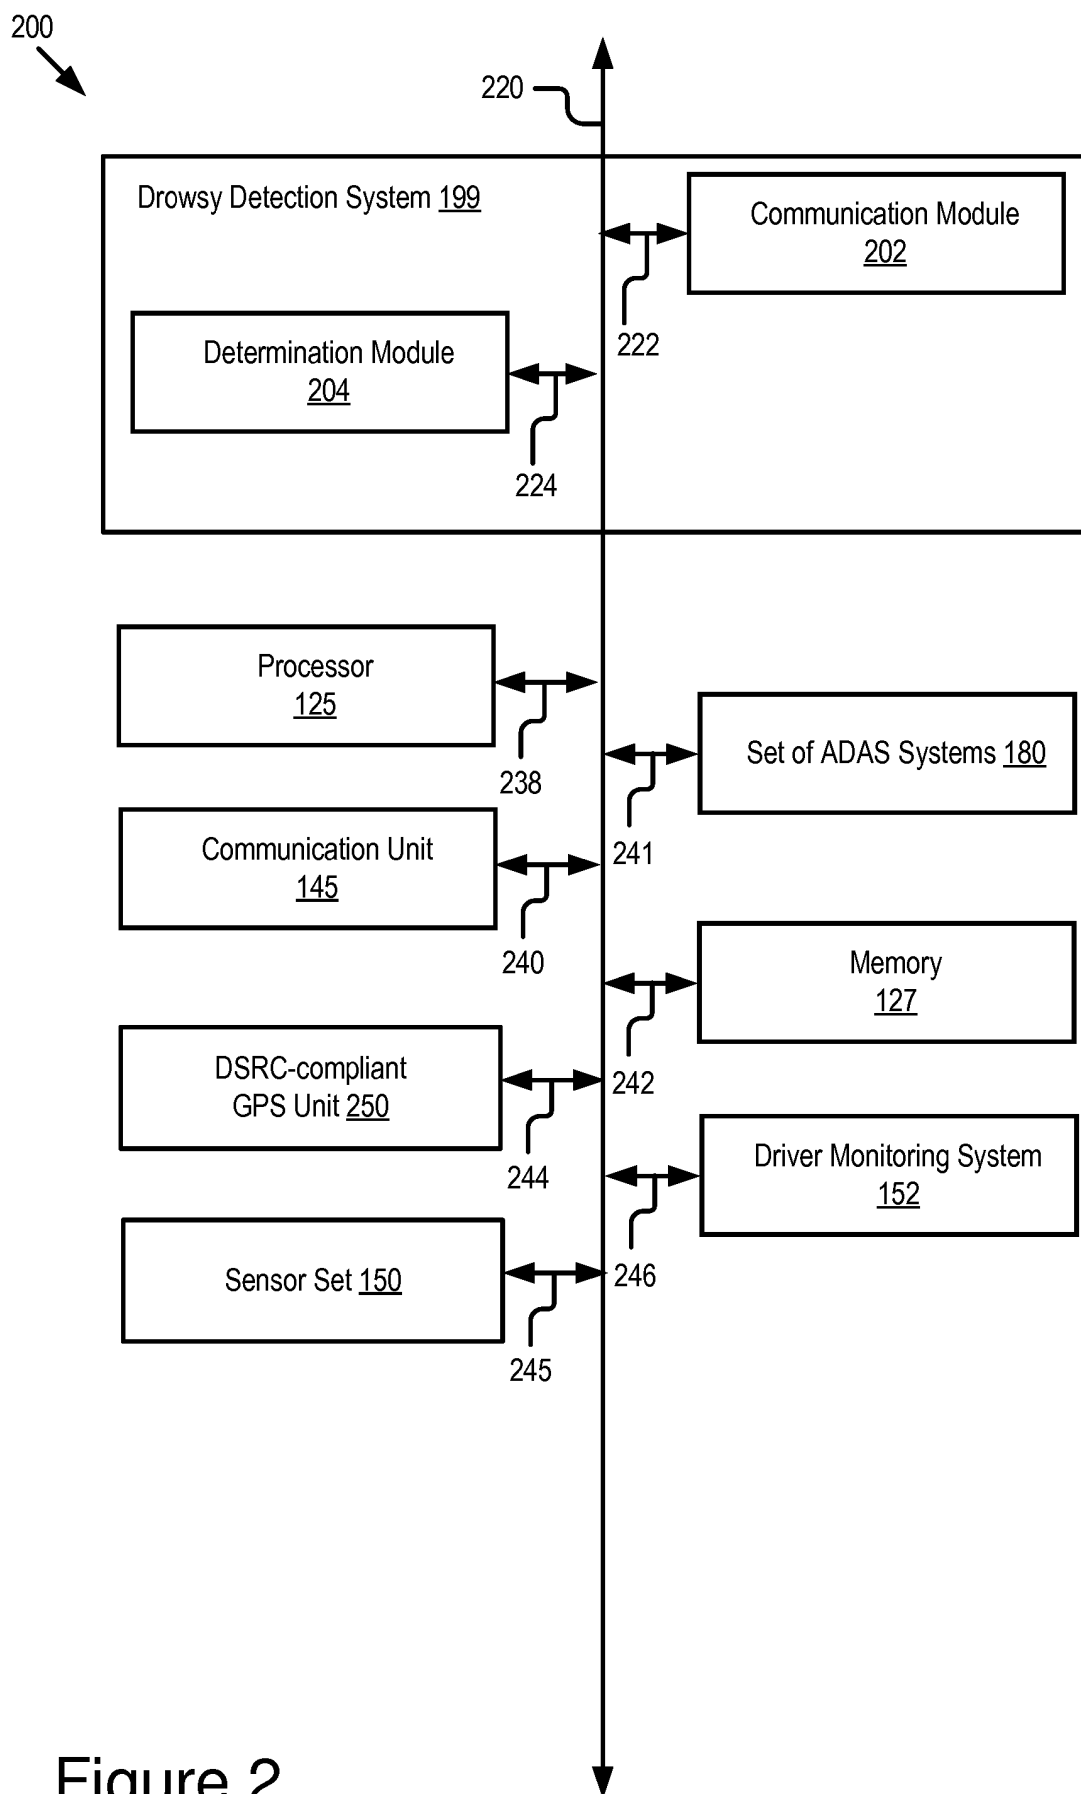 200
220
Drowsy Detection System 199
Communication Module
202
222
Determination Module
204
224
Processor
125
238
Set of ADAS Systems 180
241
Communication Unit
145
240
Memory
127
242
DSRC-compliant
GPS Unit 250
244
Driver Monitoring System
152
246
Sensor Set 150
245
Figure 2